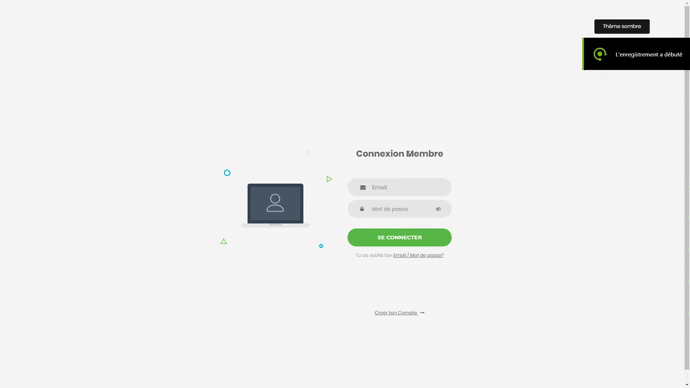 Thème sombre
L'enregistrement a débuté
Connexion Membre
Email
Mot de passe
SE CONNECTER
Tu as oublié ton Email / Mot de passe?
Creer ton Compte →